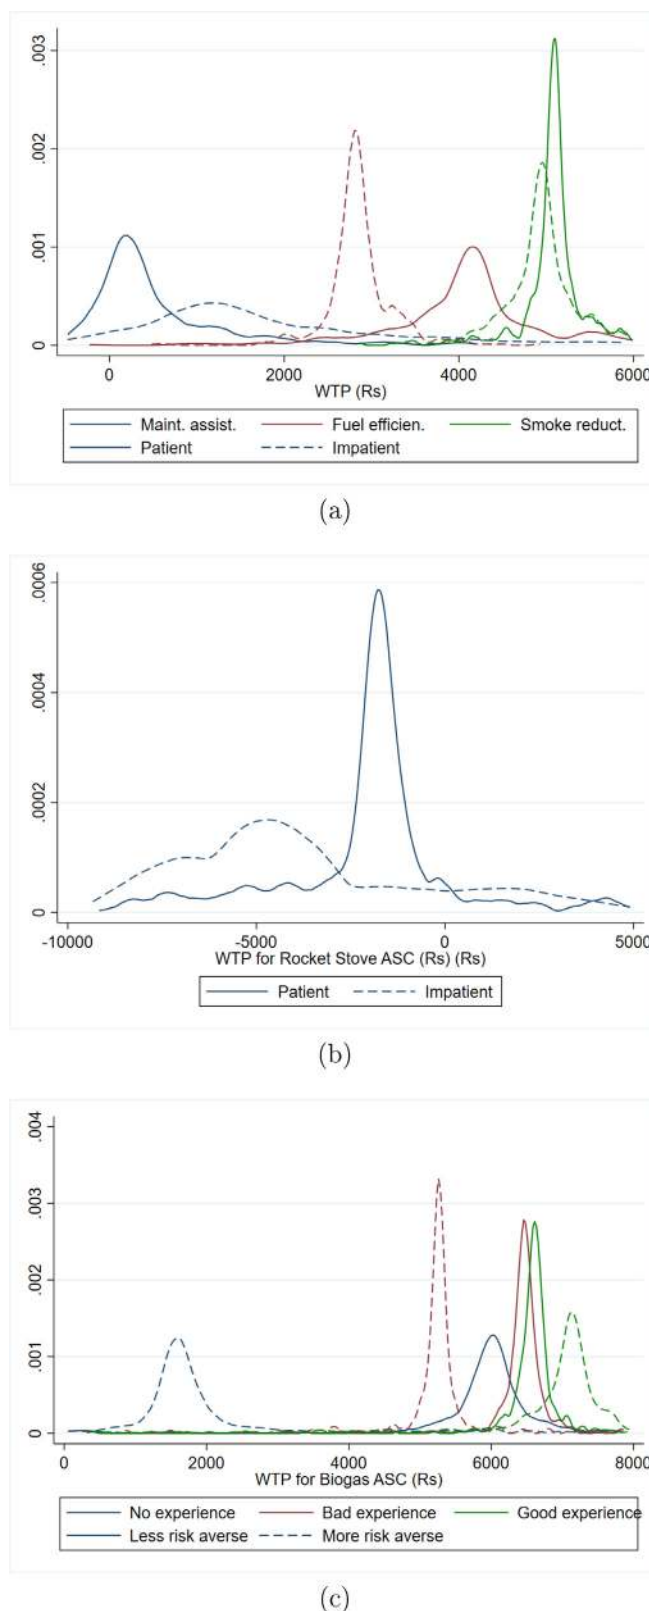 .003
.002
.001
0
0 2000 4000 6000
WTP (Rs)
Maint. assist. Fuel efficien. Smoke reduct.
Patient Impatient
(a)
.0006
.0004
.0002
0
-10000 -5000 0 5000
WTP for Rocket Stove ASC (Rs) (Rs)
Patient Impatient
(b)
.004
.003
.002
.001
0
0 2000 4000 6000 8000
WTP for Biogas ASC (Rs)
No experience Bad experience Good experience
Less risk averse More risk averse
(c)